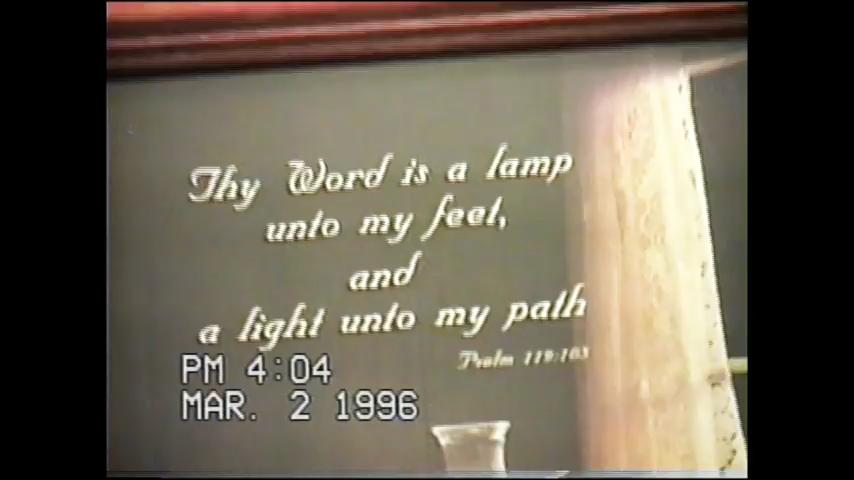 Thy Word is a lamp
unto my feet,
and
a light unto my path
Psalm 119:105
PM 4:04
MAR. 2 1996